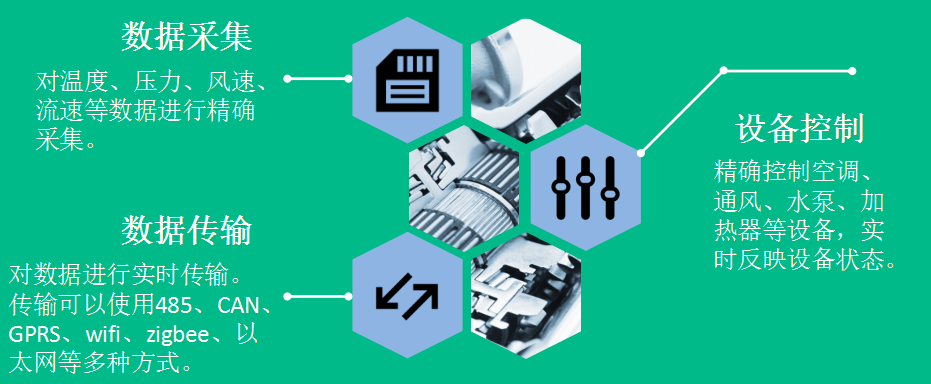 数据采集
对温度、压力、风速、
流速等数据进行精确
采集。
数据传输
对数据进行实时传输。
传输可以使用485、CAN、
GPRS、wifi、zigbee、以
太网等多种方式。
设备控制
精确控制空调、
通风、水泵、加
热器等设备，实
时反映设备状态。